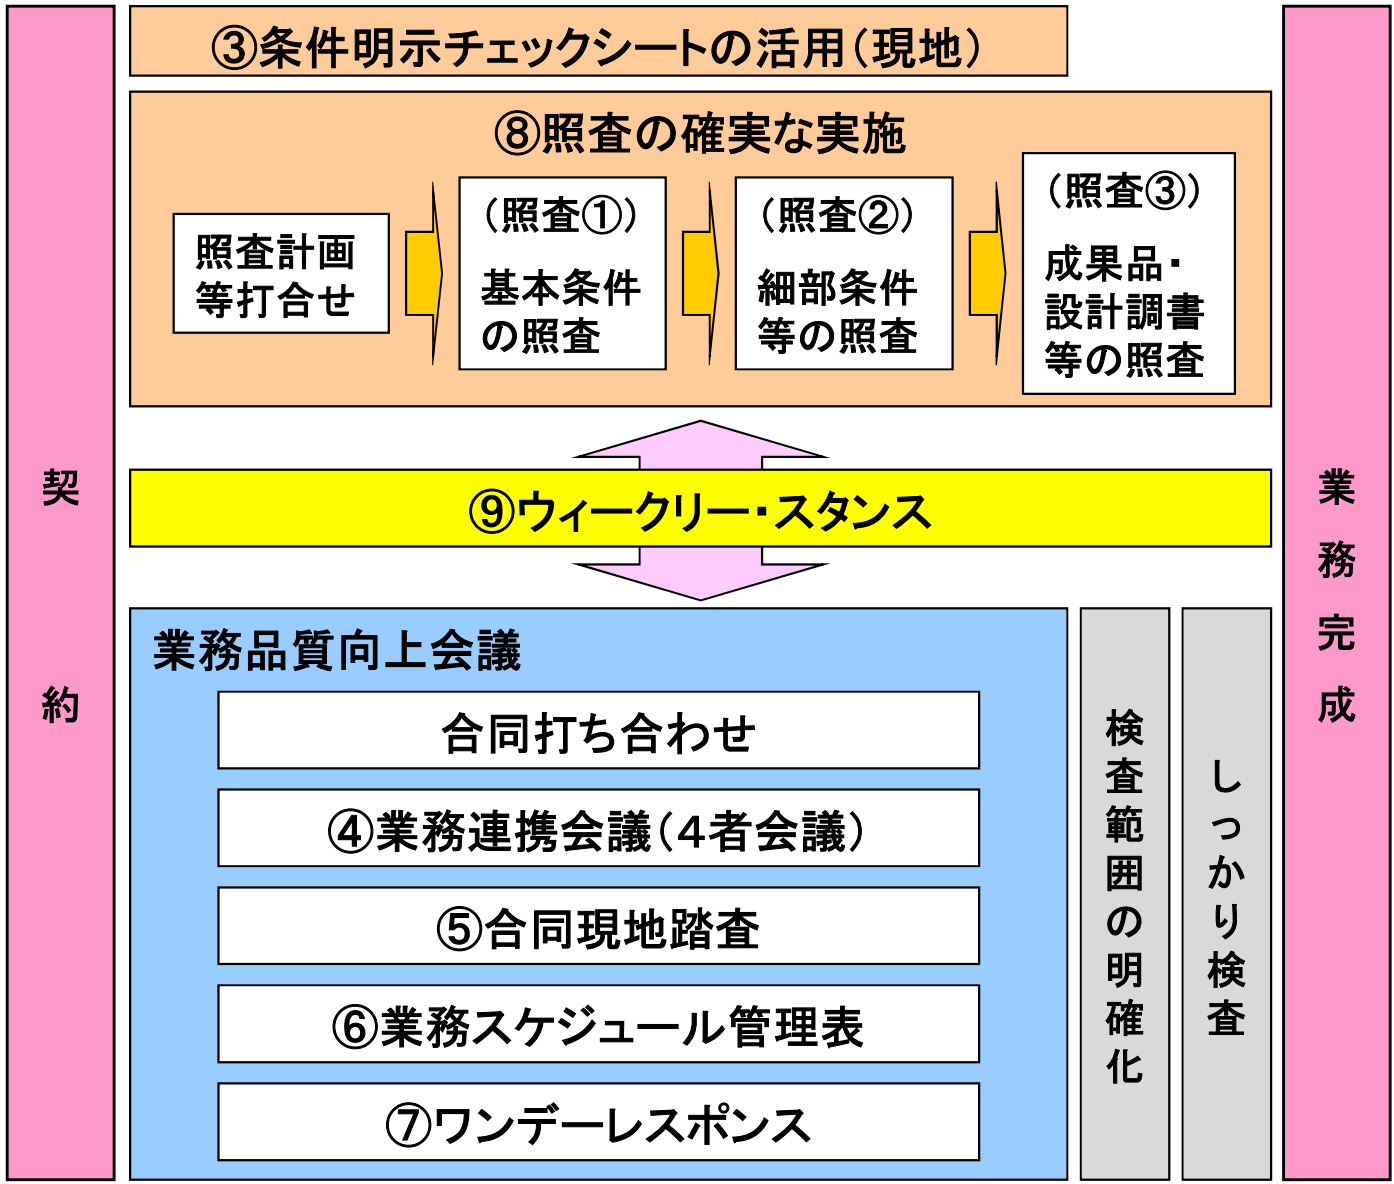 契約
③条件明示チェックシートの活用（現地）
⑧照査の確実な実施
照査計画
等打合せ
（照査①）
基本条件
の照査
（照査②）
細部条件
等の照査
（照査③）
成果品・
設計調書
等の照査
⑨ウィークリー・スタンス
業務品質向上会議
合同打ち合わせ
④業務連携会議（４者会議）
⑤合同現地踏査
⑥業務スケジュール管理表
⑦ワンデーレスポンス
検査範囲の明確化
しっかり検査
業務完成